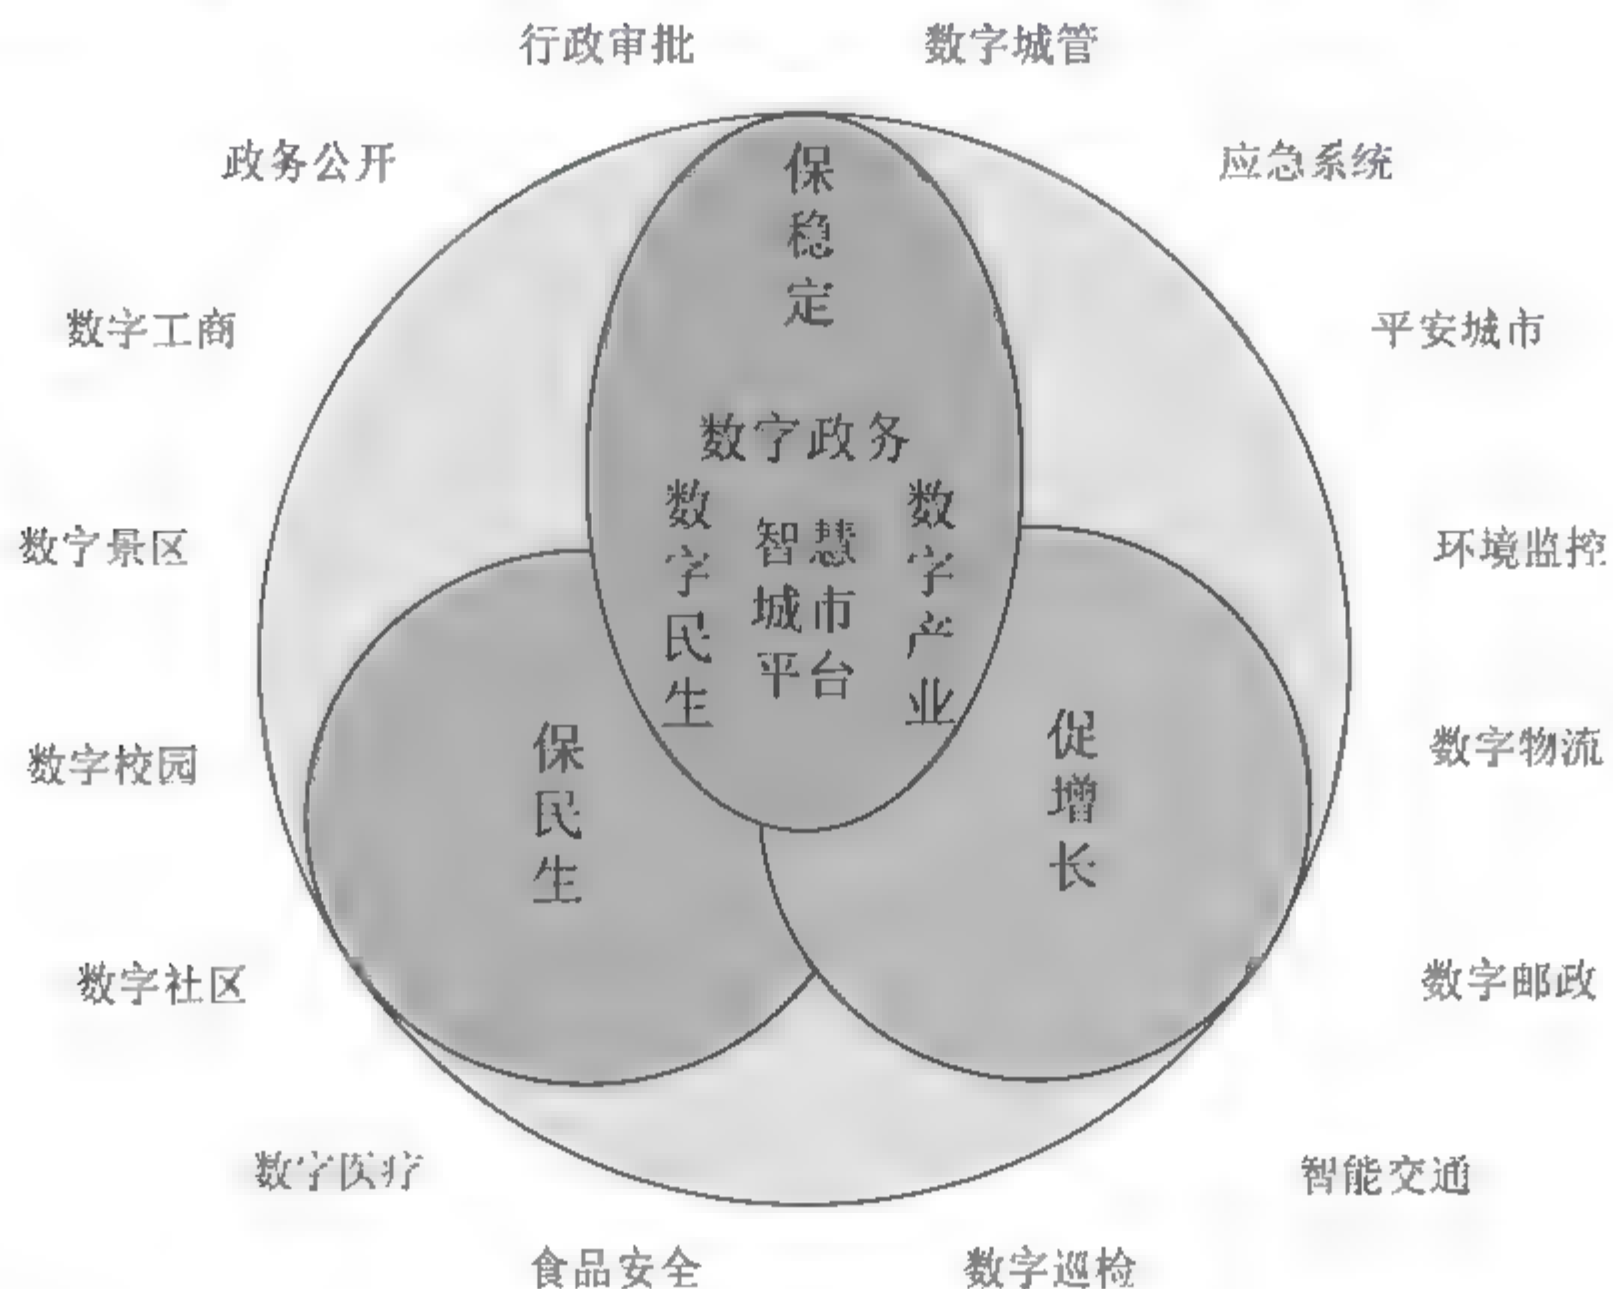 行政审批
数字城管
政务公开
应急系统
保稳定
数字工商
平安城市
数字政务
数字民生
智慧
城市
平台
数字产业
数字景区
环境监控
保民生
促增长
数字校园
数字物流
数字社区
数字邮政
数字医疗
智能交通
食品安全
数字巡检